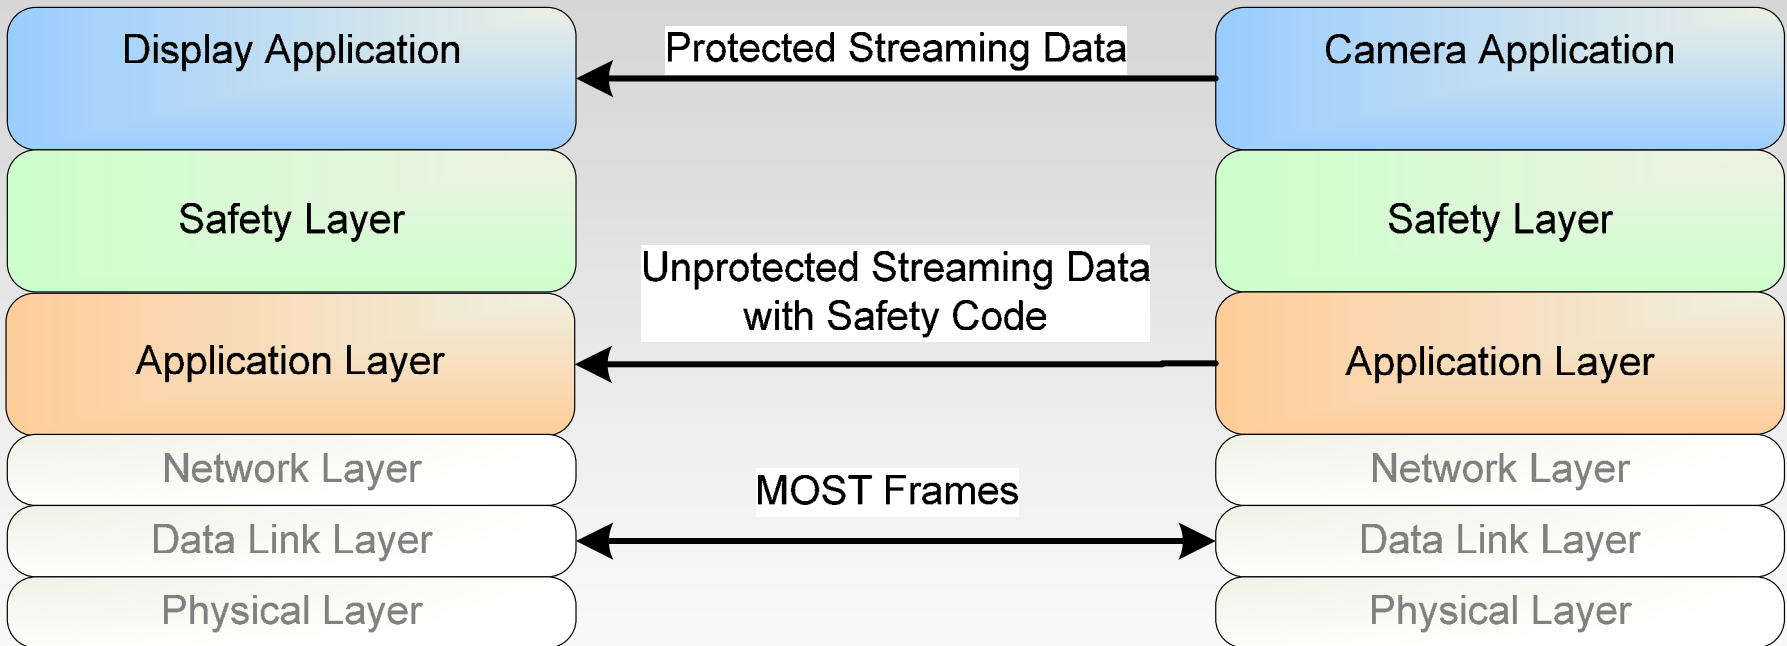 Display Application
Protected Streaming Data
Camera Application
Safety Layer
Safety Layer
Unprotected Streaming Data
with Safety Code
Application Layer
Application Layer
Network Layer
MOST Frames
Network Layer
Data Link Layer
Data Link Layer
Physical Layer
Physical Layer